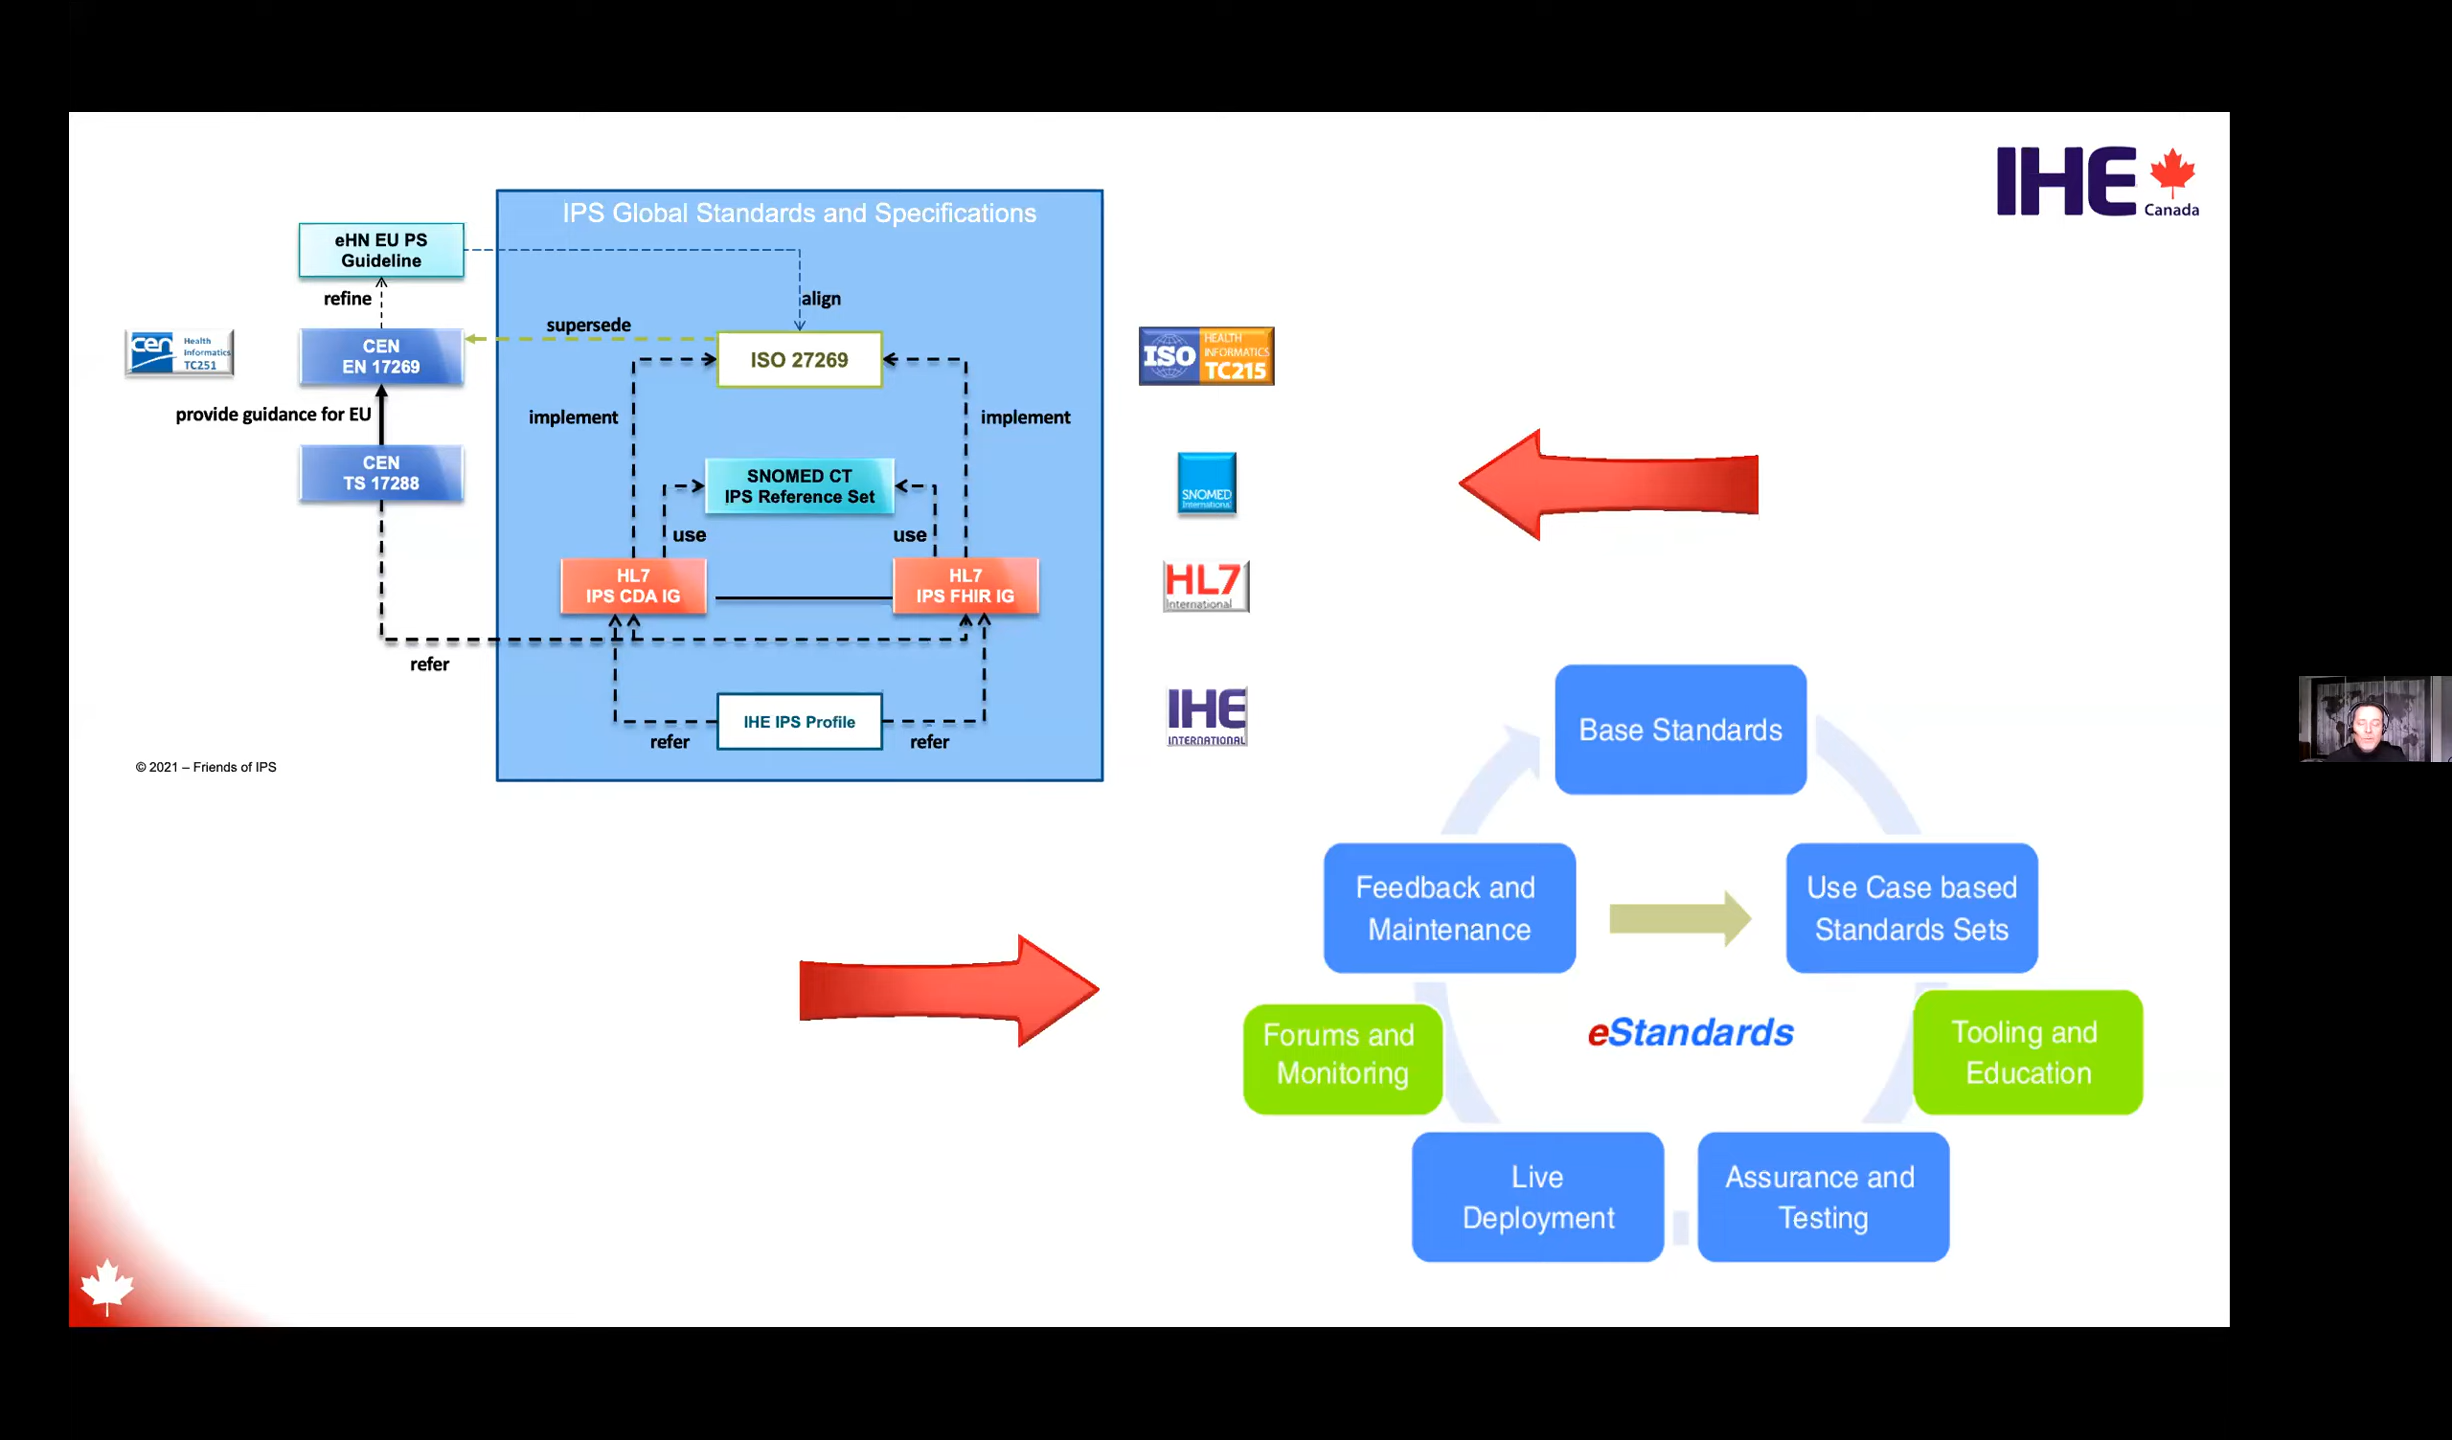 IHE
Canada
IPS Global Standards and Specifications
eHN EU PS
Guideline
refine
align
supersede
cen
Health
Informatics
TC251
CEN
EN 17269
ISO 27269
ISO
HEALTH
INFORMATICS
TC215
provide guidance for EU
implement
implement
CEN
TS 17288
SNOMED CT
IPS Reference Set
SNOMED
International
use
use
HL7
IPS CDA IG
HL7
IPS FHIR IG
HL7
International
refer
IHE IPS Profile
refer
refer
IHE
INTERNATIONAL
© 2021 – Friends of IPS
Base Standards
Feedback and
Maintenance
Use Case based
Standards Sets
Forums and
Monitoring
eStandards
Tooling and
Education
Live
Deployment
Assurance and
Testing